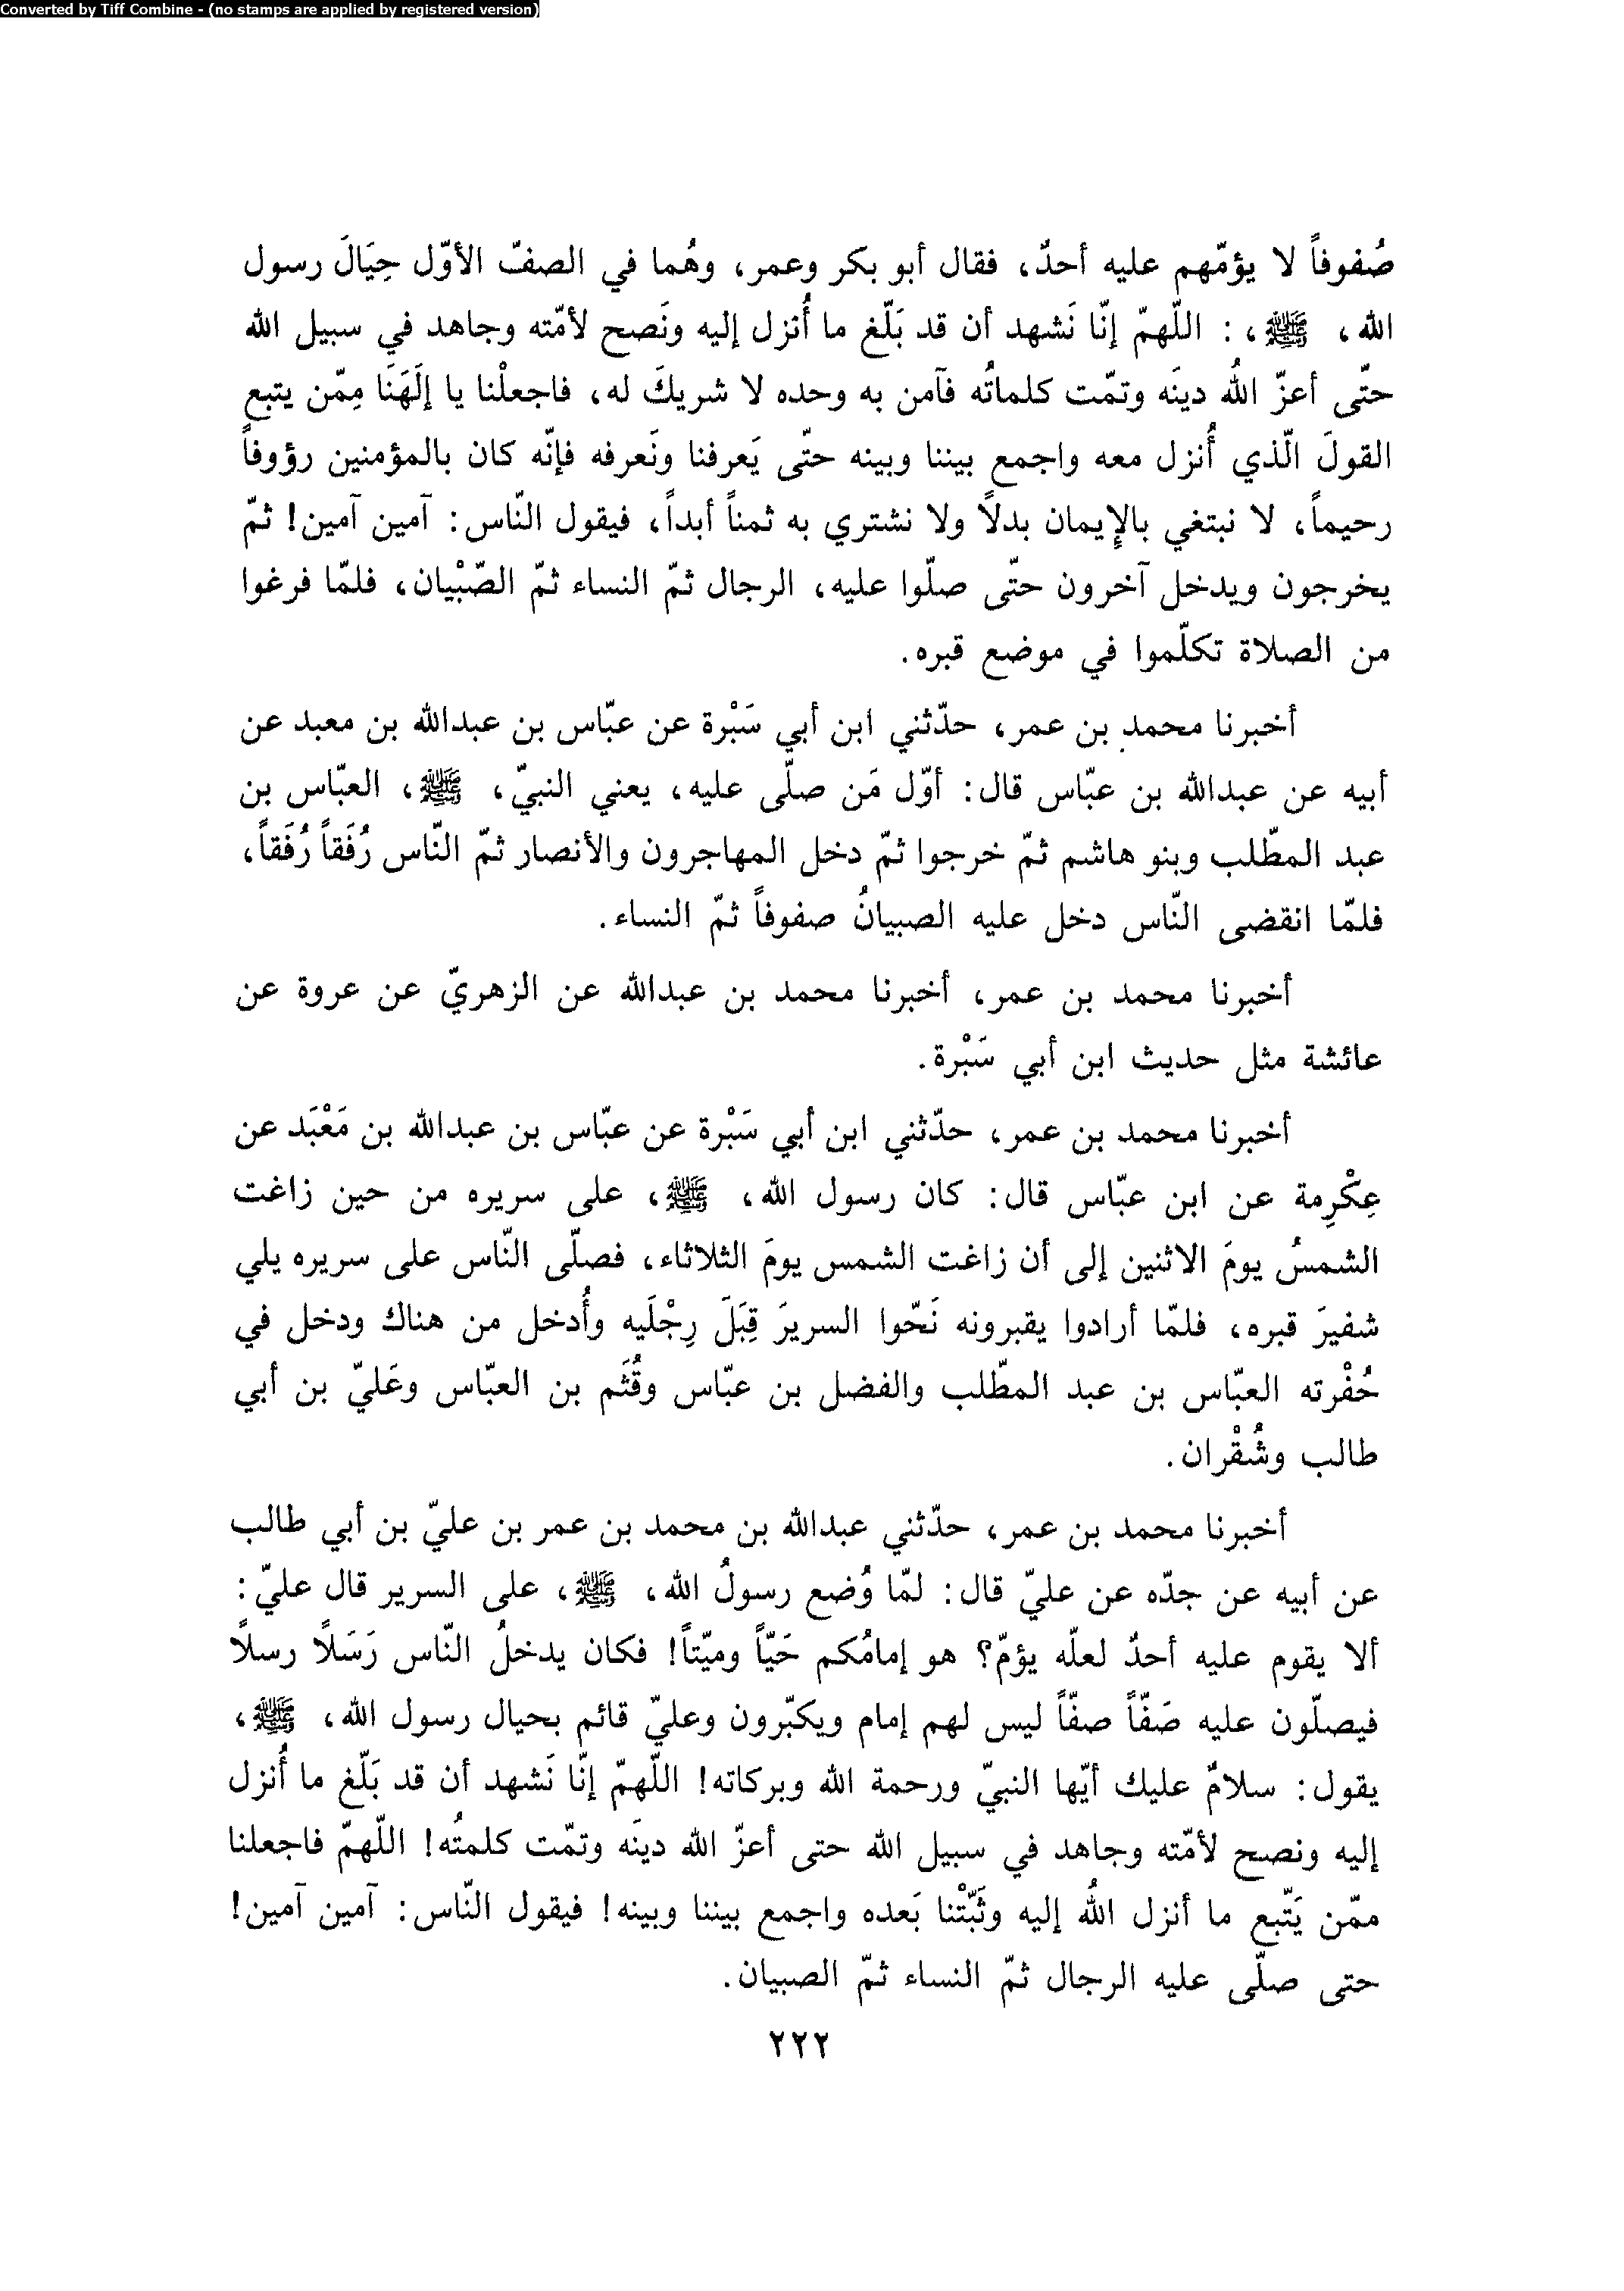 Converted by Tiff Combine - (no stamps are applied by registered version)
صُفوفاً لا يؤمّهم عليه أحدٌ، فقال أبو بكر وعمر، وهُما في الصفّ الأوّل حِيَالَ رسول
الله، ﷺ، : اللّهمّ إنّا نَشهد أن قد بَلّغ ما أُنزل إليه ونَصح لأمّته وجاهد في سبيل الله
حتّى أعزّ اللهُ دينَه وتمّت كلماتُه فآمن به وحده لا شريكَ له، فاجعلْنا يا إلَهَنَا مِمّن يتبع
القولَ الّذي أُنزل معه واجمع بيننا وبينه حتّى يَعرفنا ونَعرفه فإنّه كان بالمؤمنين رؤوفاً
رحيماً، لا نبتغي بالإيمان بدلاً ولا نشتري به ثمناً أبداً، فيقول النّاس: آمين آمين! ثمّ
يخرجون ويدخل آخرون حتّى صلّوا عليه، الرجال ثمّ النساء ثمّ الصّبْيان، فلمّا فرغوا
من الصلاة تكلّموا في موضع قبره.
أخبرنا محمد بن عمر، حدّثني ابن أبي سَبْرة عن عبّاس بن عبدالله بن معبد عن
أبيه عن عبدالله بن عبّاس قال: أوّل مَن صلّى عليه، يعني النبيّ، ﷺ، العبّاس بن
عبد المطّلب وبنو هاشم ثمّ خرجوا ثمّ دخل المهاجرون والأنصار ثمّ النّاس رُفَقاً رُفَقاً،
فلمّا انقضى النّاس دخل عليه الصبيانُ صفوفاً ثمّ النساء.
أخبرنا محمد بن عمر، أخبرنا محمد بن عبدالله عن الزهريّ عن عروة عن
عائشة مثل حديث ابن أبي سَبْرة.
أخبرنا محمد بن عمر، حدّثني ابن أبي سَبْرة عن عبّاس بن عبدالله بن مَعْبَد عن
عِكْرِمة عن ابن عبّاس قال: كان رسول الله، ﷺ، على سريره من حين زاغت
الشمسُ يومَ الاثنين إلى أن زاغت الشمس يومَ الثلاثاء، فصلّى النّاس على سريره يلي
شفيرَ قبره، فلمّا أرادوا يقبرونه نَحّوا السريرَ قِبَلَ رِجْلَيه وأُدخل من هناك ودخل في
حُفْرته العبّاس بن عبد المطّلب والفضل بن عبّاس وقُثَم بن العبّاس وعَليّ بن أبي
طالب وشُقْران.
أخبرنا محمد بن عمر، حدّثني عبدالله بن محمد بن عمر بن عليّ بن أبي طالب
عن أبيه عن جدّه عن عليّ قال: لمّا وُضع رسولُ الله، ﷺ، على السرير قال عليّ:
ألا يقوم عليه أحدٌ لعلّه يؤمّ؟ هو إمامُكم حَيّاً وميّتاً! فكان يدخلُ النّاس رَسَلاً رسلاً
فيصلّون عليه صَفّاً صفّاً ليس لهم إمام ويكبّرون وعليّ قائم بحيال رسول الله، ﷺ،
يقول: سلامٌ عليك أيّها النبيّ ورحمة الله وبركاته! اللّهمّ إنّا نَشهد أن قد بَلّغ ما أُنزل
إليه ونصح لأمّته وجاهد في سبيل الله حتى أعزّ الله دينَه وتمّت كلمتُه! اللّهمّ فاجعلنا
ممّن يَتّبع ما أنزل اللهُ إليه وثَبّتْنا بَعده واجمع بيننا وبينه! فيقول النّاس: آمين آمين!
حتى صلّى عليه الرجال ثمّ النساء ثمّ الصبيان.
٢٢٢